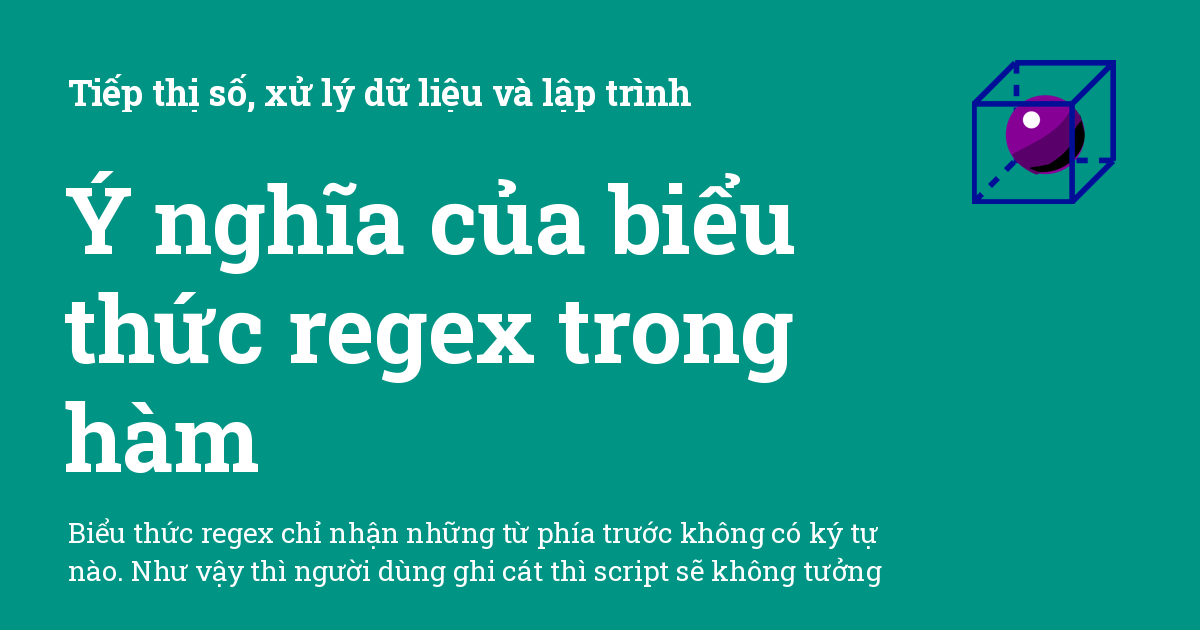 Tiếp thị số, xử lý dữ liệu và lập trình
Ý nghĩa của biểu
thức regex trong
hàm
Biểu thức regex chỉ nhận những từ phía trước không có ký tự
nào. Như vậy thì người dùng ghi cát thì script sẽ không tưởng